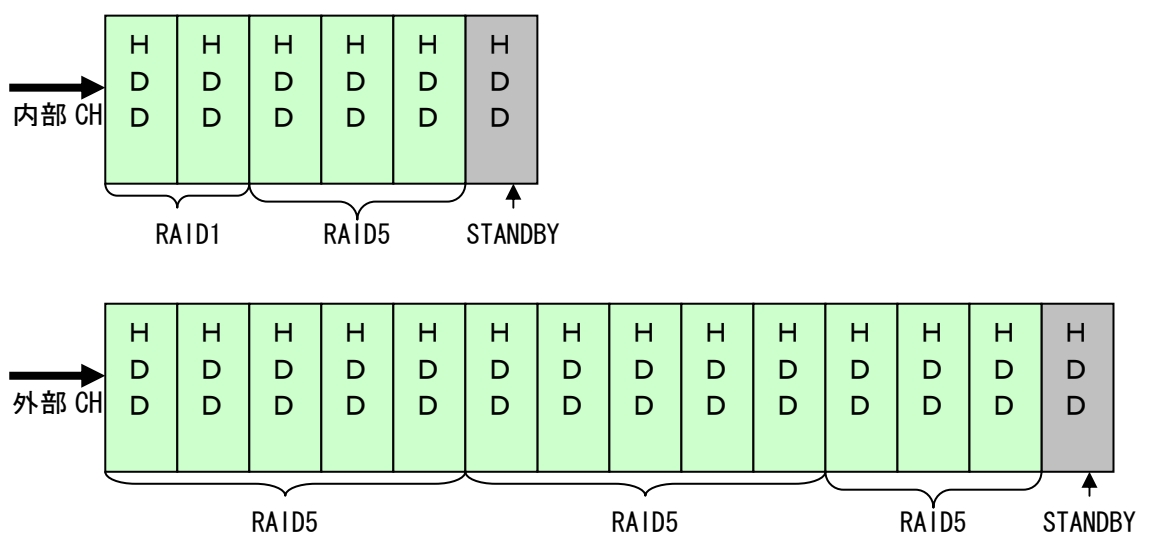 H H H H H H
D D D D D D
内部 CH
D D D D D D
RAID1 RAID5 STANDBY
H H H H H H H H H H H H H H
D D D D D D D D D D D D D D
外部 CH
D D D D D D D D D D D D D D
RAID5 RAID5 RAID5 STANDBY